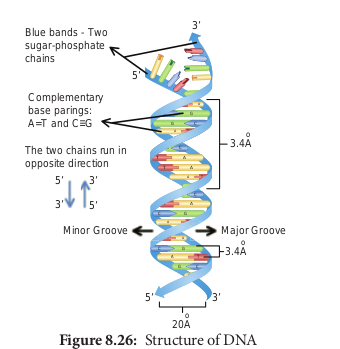 3’
Blue bands - Two
sugar-phosphate
chains
5’
Complementary
base parings:
A=T and C≡G
3.4Å
The two chains run in
opposite direction
5’ 3’
3’ 5’
Minor Groove
Major Groove
3.4Å
5’ 3’
20Å
Figure 8.26: Structure of DNA